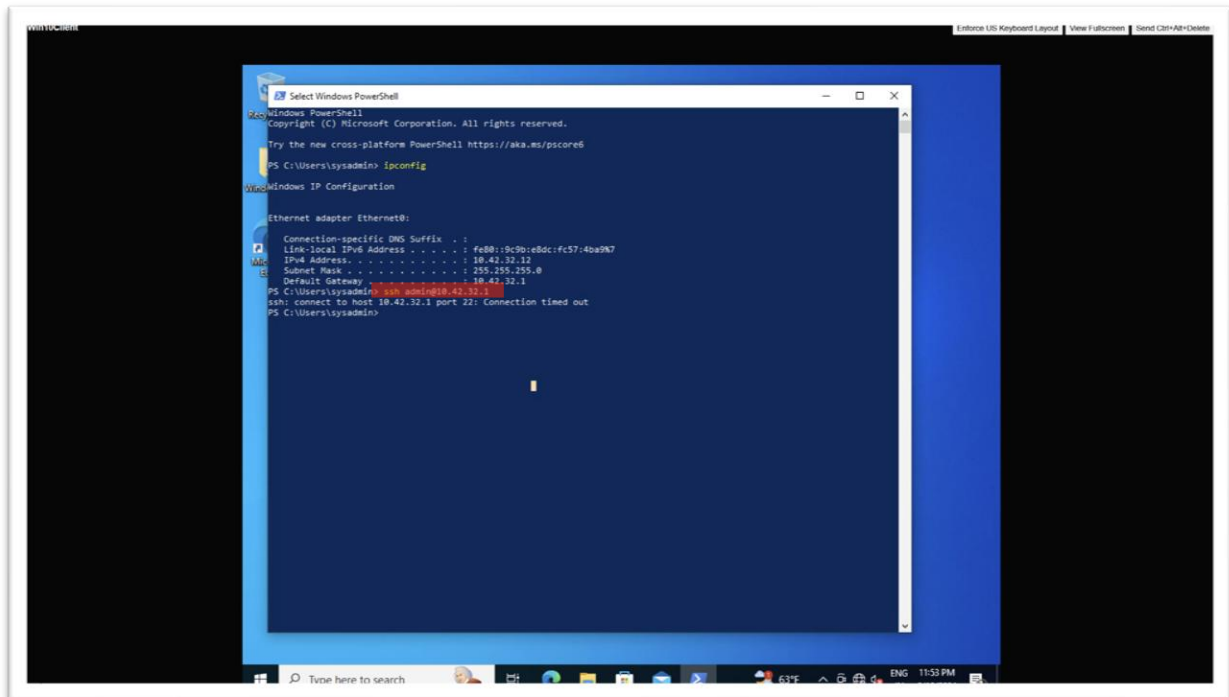 Win10Client
Enforce US Keyboard Layout View Fullscreen Send Ctrl+Alt+Delete
Select Windows PowerShell
Windows PowerShell
Copyright (C) Microsoft Corporation. All rights reserved.
Try the new cross-platform PowerShell https://aka.ms/pscore6
PS C:\Users\sysadmin> ipconfig
Windows IP Configuration
Ethernet adapter Ethernet0:
Connection-specific DNS Suffix . :
Link-local IPv6 Address . . . . . : fe80::9c9b:e8dc:fc57:4ba9%7
IPv4 Address. . . . . . . . . . . : 10.42.32.12
Subnet Mask . . . . . . . . . . . : 255.255.255.0
Default Gateway . . . . . . . . . : 10.42.32.1
PS C:\Users\sysadmin> ssh admin@10.42.32.1
ssh: connect to host 10.42.32.1 port 22: Connection timed out
PS C:\Users\sysadmin>
Type here to search
63°F
ENG
11:53 PM